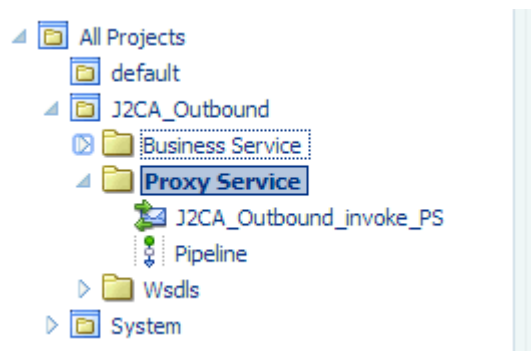 All Projects
default
J2CA_Outbound
Business Service
Proxy Service
J2CA_Outbound_invoke_PS
Pipeline
Wsdls
System